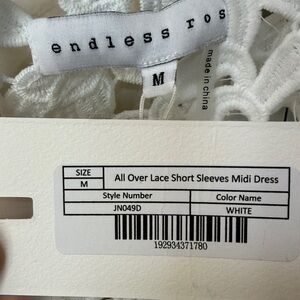 endless ros
M
made in china
SIZE
M
All Over Lace Short Sleeves Midi Dress
Style Number
Color Name
JN049D
WHITE
192934371780